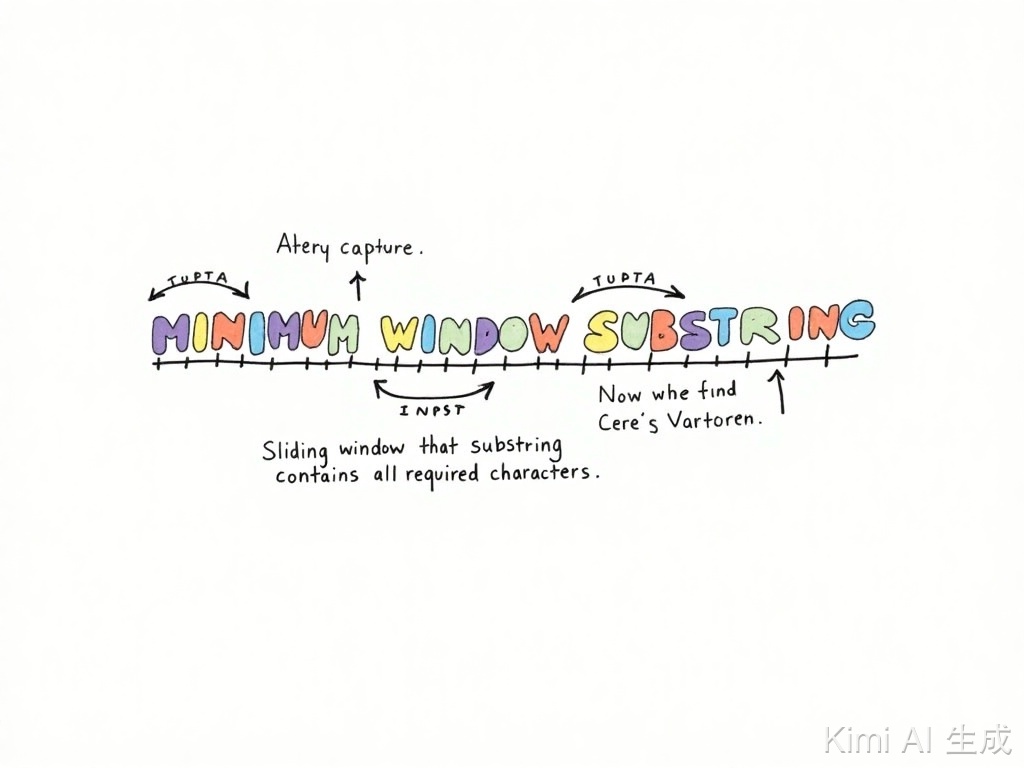 Atery capture.
TUPTA
TUPTA
MINIMUM WINDOW SUBSTRING
INPST
Now whe find
Cere's Vartoren.
Sliding window that substring
contains all required characters.
Kimi AI 生成